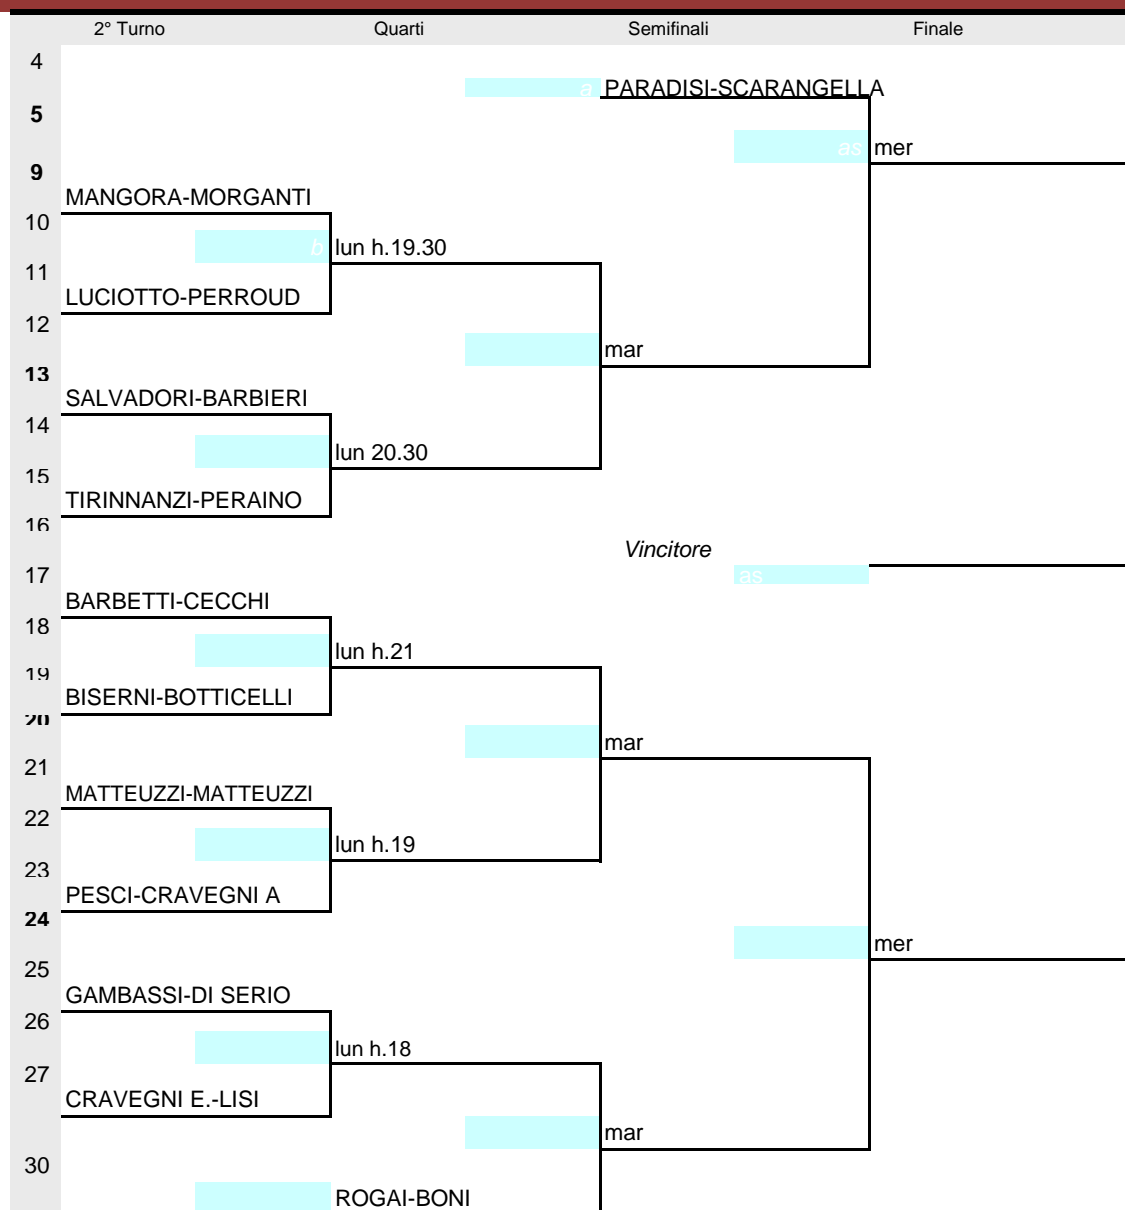 2° Turno Quarti Semifinali Finale
4
a PARADISI-SCARANGELLA
5
as mer
9
MANGORA-MORGANTI
10
b lun h.19.30
11
LUCIOTTO-PERROUD
12
mar
13
SALVADORI-BARBIERI
14
lun 20.30
15
TIRINNANZI-PERAINO
16
Vincitore
17 as
BARBETTI-CECCHI
18
lun h.21
19
BISERNI-BOTTICELLI
20
mar
21
MATTEUZZI-MATTEUZZI
22
lun h.19
23
PESCI-CRAVEGNI A
24
mer
25
GAMBASSI-DI SERIO
26
lun h.18
27
CRAVEGNI E.-LISI
mar
30
ROGAI-BONI